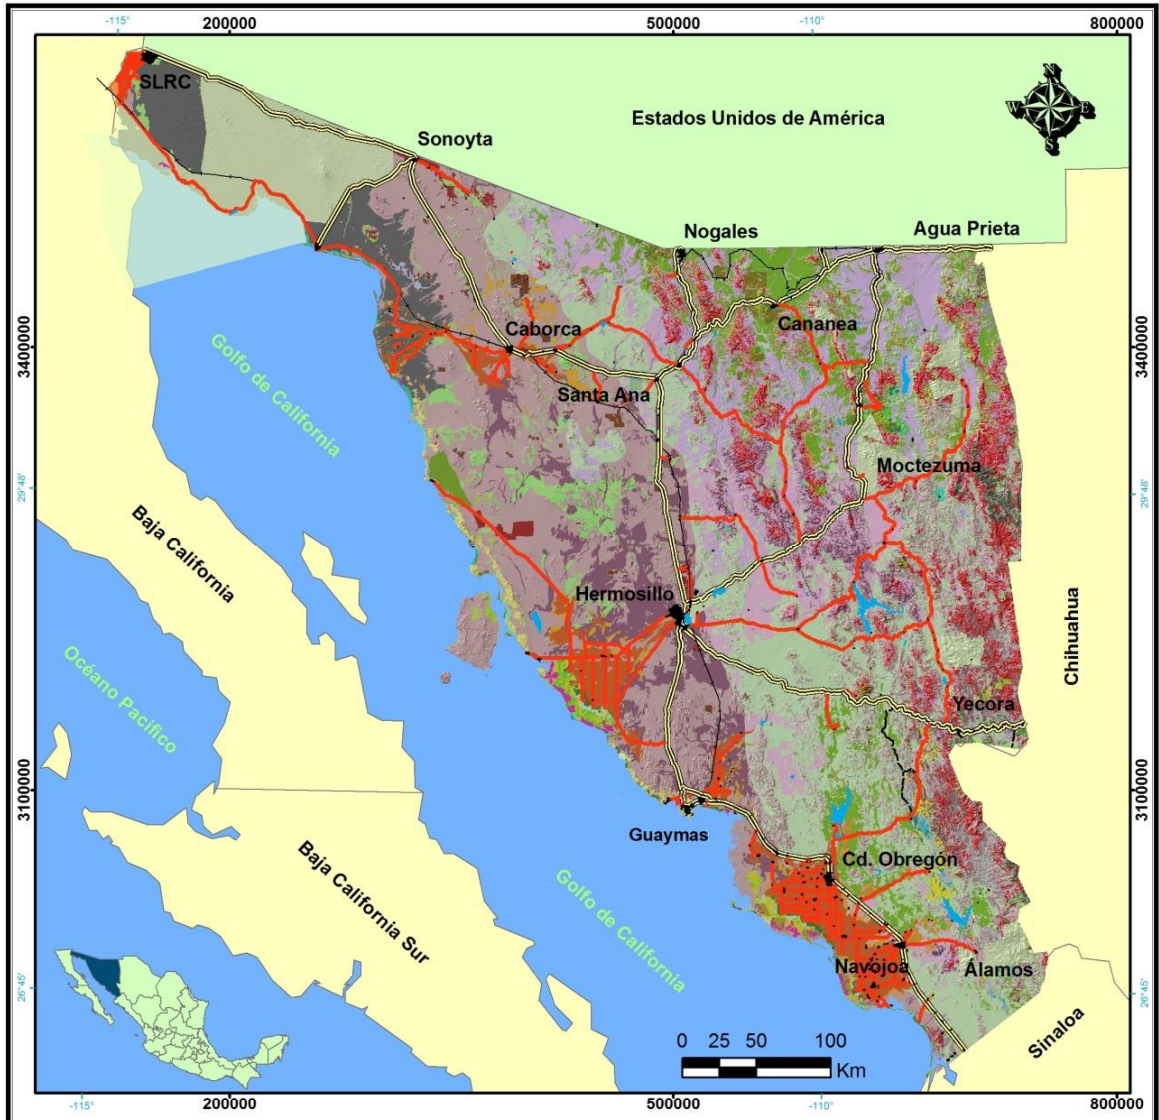 -115°
200000
500000
-110°
800000
N
W
E
S
SLRC
Estados Unidos de América
Sonoyta
Nogales
Agua Prieta
3400000
3400000
Caborca
Cananea
Golfo de California
Santa Ana
Moctezuma
29°48'
29°48'
Baja California
Hermosillo
Chihuahua
Océano Pacífico
Yecora
3100000
3100000
Guaymas
Cd. Obregón
Baja California Sur
Golfo de California
Navojoa
Álamos
26°45'
26°45'
Sinaloa
0 25 50 100
Km
-115°
200000
500000
-110°
800000